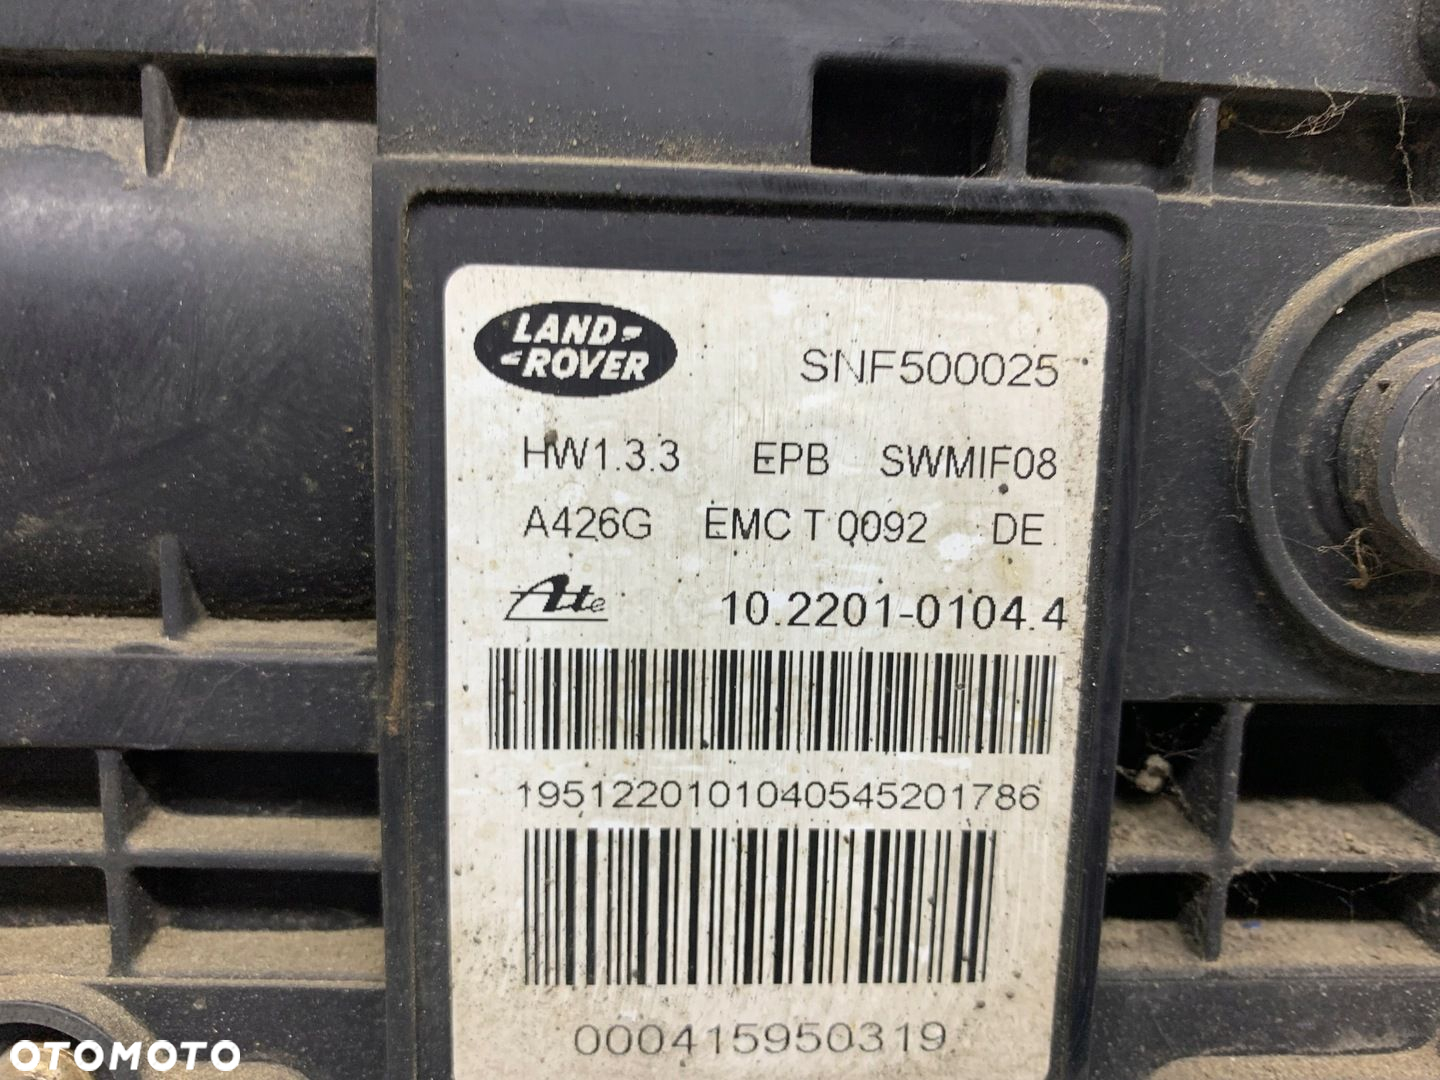 LAND
ROVER
SNF500025
HW1.3.3 EPB SWMIF08
A426G EMC T 0092 DE
Ate 10.2201-0104.4
1951220101040545201786
000415950319
OTOMOTO